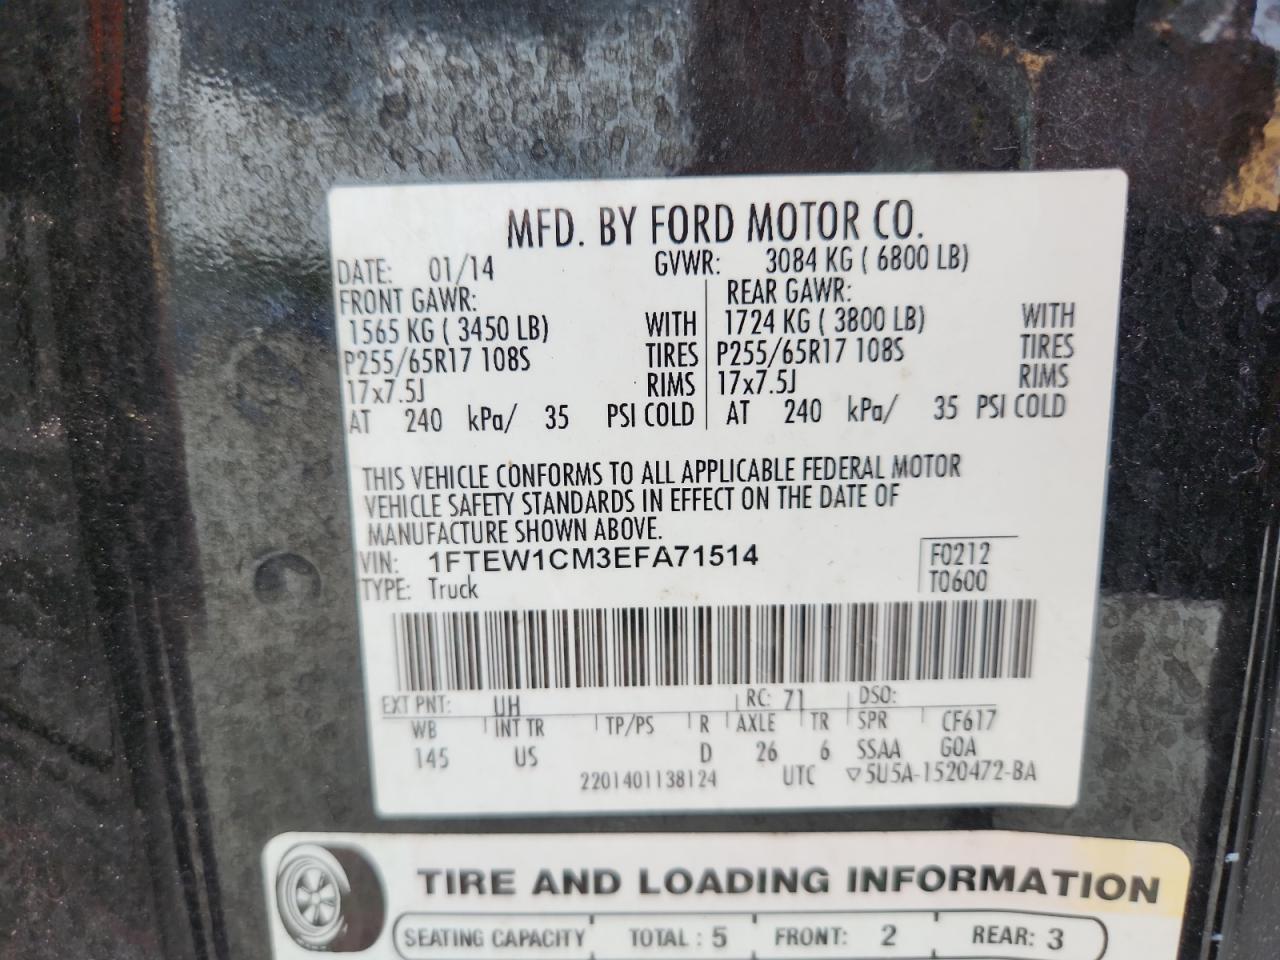 MFD. BY FORD MOTOR CO.
DATE: 01/14 GVWR: 3084 KG ( 6800 LB)
FRONT GAWR: REAR GAWR:
1565 KG ( 3450 LB) WITH 1724 KG ( 3800 LB) WITH
P255/65R17 108S TIRES P255/65R17 108S TIRES
17x7.5J RIMS 17x7.5J RIMS
AT 240 kPa/ 35 PSI COLD AT 240 kPa/ 35 PSI COLD
THIS VEHICLE CONFORMS TO ALL APPLICABLE FEDERAL MOTOR
VEHICLE SAFETY STANDARDS IN EFFECT ON THE DATE OF
MANUFACTURE SHOWN ABOVE.
VIN: 1FTEW1CM3EFA71514 F0212
TYPE: Truck T0600
EXT PNT: UH RC: 71 DSO:
WB INT TR TP/PS R AXLE TR SPR CF617
145 US D 26 6 SSAA GOA
2201401138124 UTC ▽5U5A-1520472-BA
TIRE AND LOADING INFORMATION
SEATING CAPACITY TOTAL : 5 FRONT: 2 REAR: 3